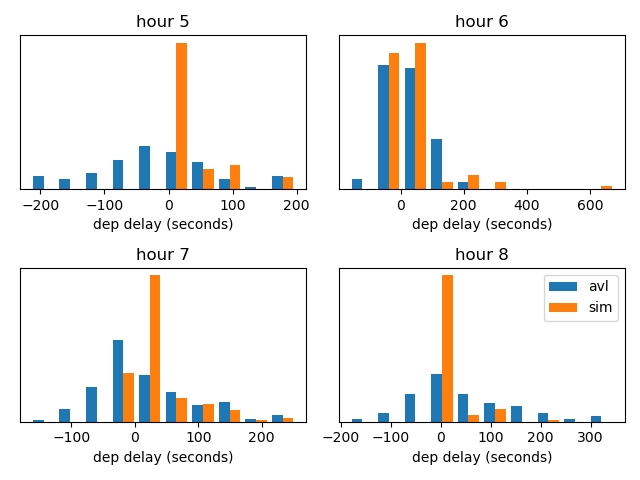 hour 5
−200 −100 0 100 200
dep delay (seconds)
hour 6
0 200 400 600
dep delay (seconds)
hour 7
−100 0 100 200
dep delay (seconds)
hour 8
avl
sim
−200 −100 0 100 200 300
dep delay (seconds)